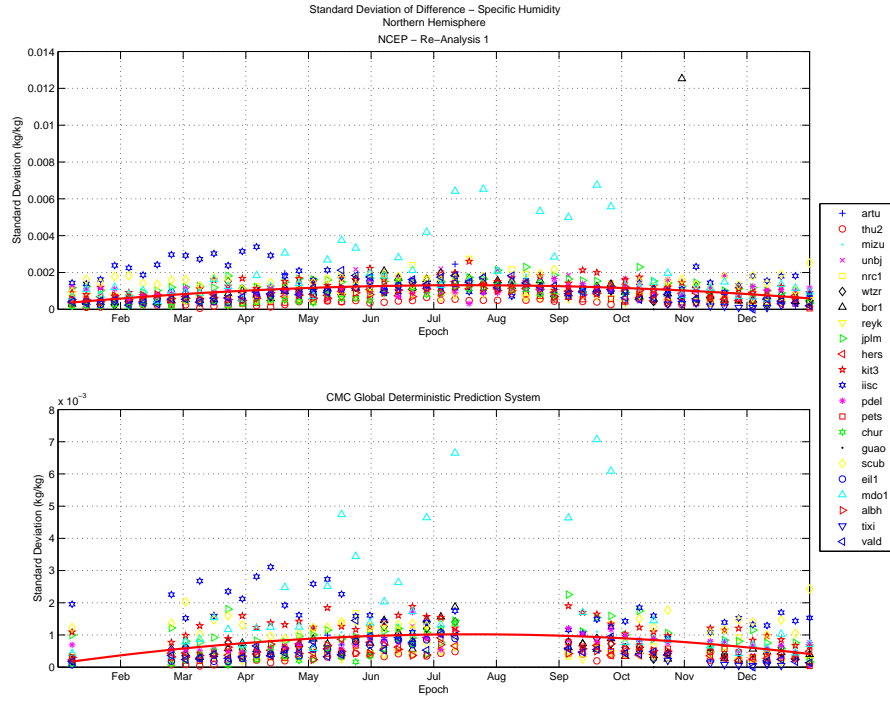 Standard Deviation of Difference – Specific Humidity
Northern Hemisphere
NCEP – Re–Analysis 1
0.014
0.012
0.01
0.008
0.006
0.004
0.002
0
Standard Deviation (kg/kg)
Feb Mar Apr May Jun Jul Aug Sep Oct Nov Dec
Epoch
CMC Global Deterministic Prediction System
x 10⁻³
8
7
6
5
4
3
2
1
0
Standard Deviation (kg/kg)
Feb Mar Apr May Jun Jul Aug Sep Oct Nov Dec
Epoch
artu
thu2
mizu
unbj
nrc1
wtzr
bor1
reyk
jplm
hers
kit3
iisc
pdel
pets
chur
guao
scub
eil1
mdo1
albh
tixi
vald